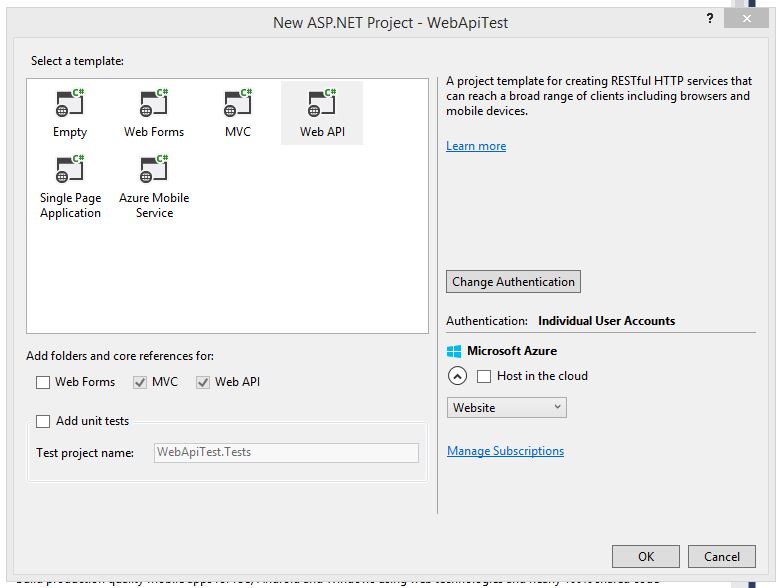 New ASP.NET Project - WebApiTest
?
Select a template:
C# C# C# C#
Empty Web Forms MVC Web API
C# C#
Single Page Azure Mobile
Application Service
A project template for creating RESTful HTTP services that
can reach a broad range of clients including browsers and
mobile devices.
Learn more
Change Authentication
Authentication: Individual User Accounts
Microsoft Azure
Host in the cloud
Website
Manage Subscriptions
Add folders and core references for:
Web Forms MVC Web API
Add unit tests
Test project name: WebApiTest.Tests
OK Cancel